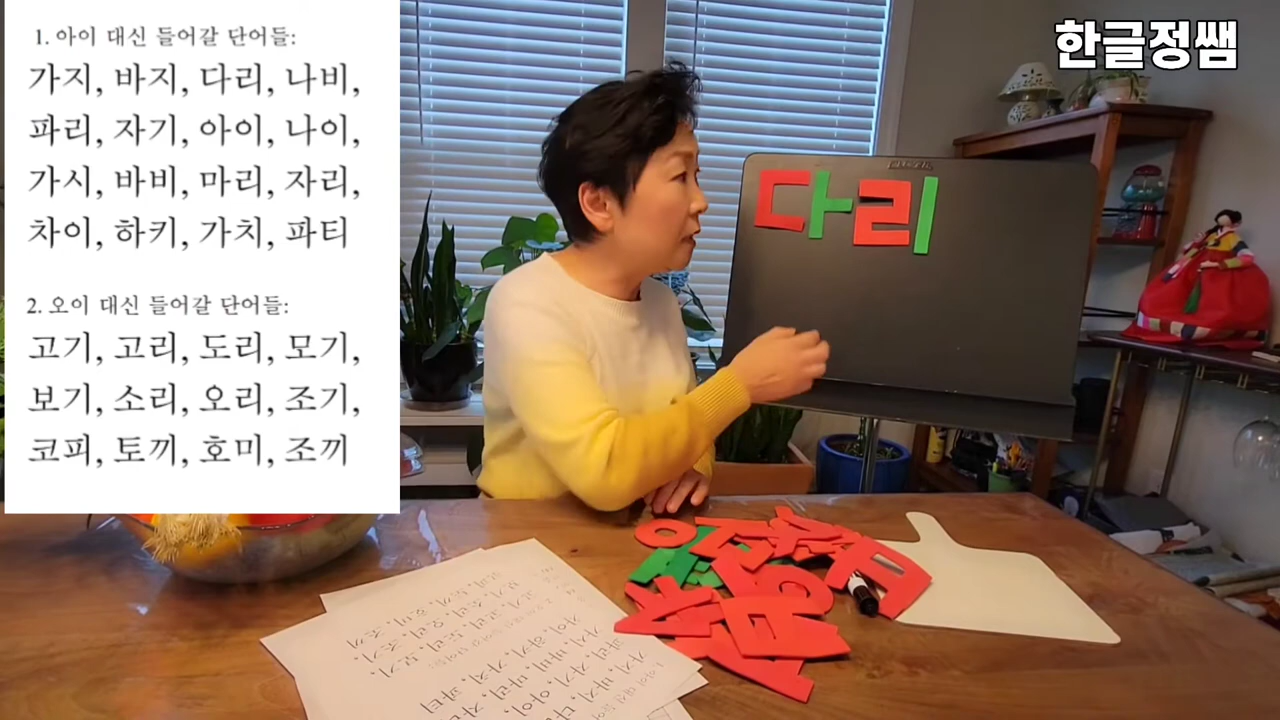 1. 아이 대신 들어갈 단어들:
가지, 바지, 다리, 나비,
파리, 자기, 아이, 나이,
가시, 바비, 마리, 자리,
차이, 하키, 가치, 파티
2. 오이 대신 들어갈 단어들:
고기, 고리, 도리, 모기,
보기, 소리, 오리, 조기,
코피, 토끼, 호미, 조끼
한글정쌤
다리